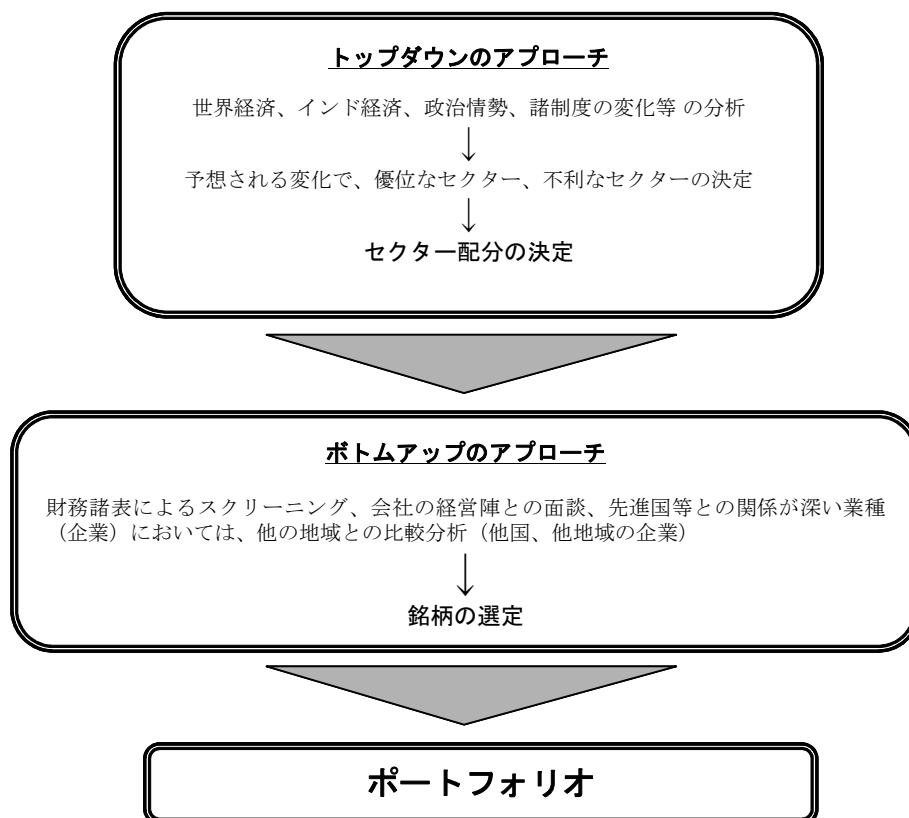 トップダウンのアプローチ
世界経済、インド経済、政治情勢、諸制度の変化等 の分析
↓
予想される変化で、優位なセクター、不利なセクターの決定
↓
セクター配分の決定
ボトムアップのアプローチ
財務諸表によるスクリーニング、会社の経営陣との面談、先進国等との関係が深い業種
（企業）においては、他の地域との比較分析（他国、他地域の企業）
↓
銘柄の選定
ポートフォリオ